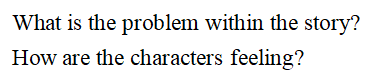 What is the problem within the story?
How are the characters feeling?